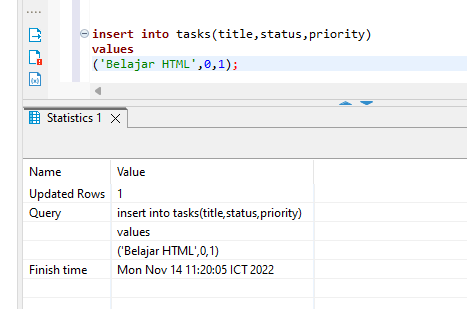 insert into tasks(title,status,priority)
values
('Belajar HTML',0,1);
Statistics 1
Name Value
Updated Rows 1
Query insert into tasks(title,status,priority)
values
('Belajar HTML',0,1)
Finish time Mon Nov 14 11:20:05 ICT 2022